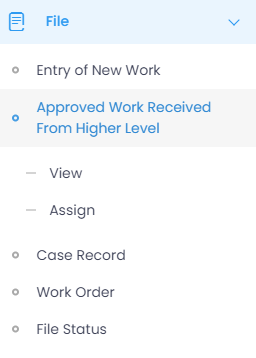 File
Entry of New Work
Approved Work Received
From Higher Level
View
Assign
Case Record
Work Order
File Status